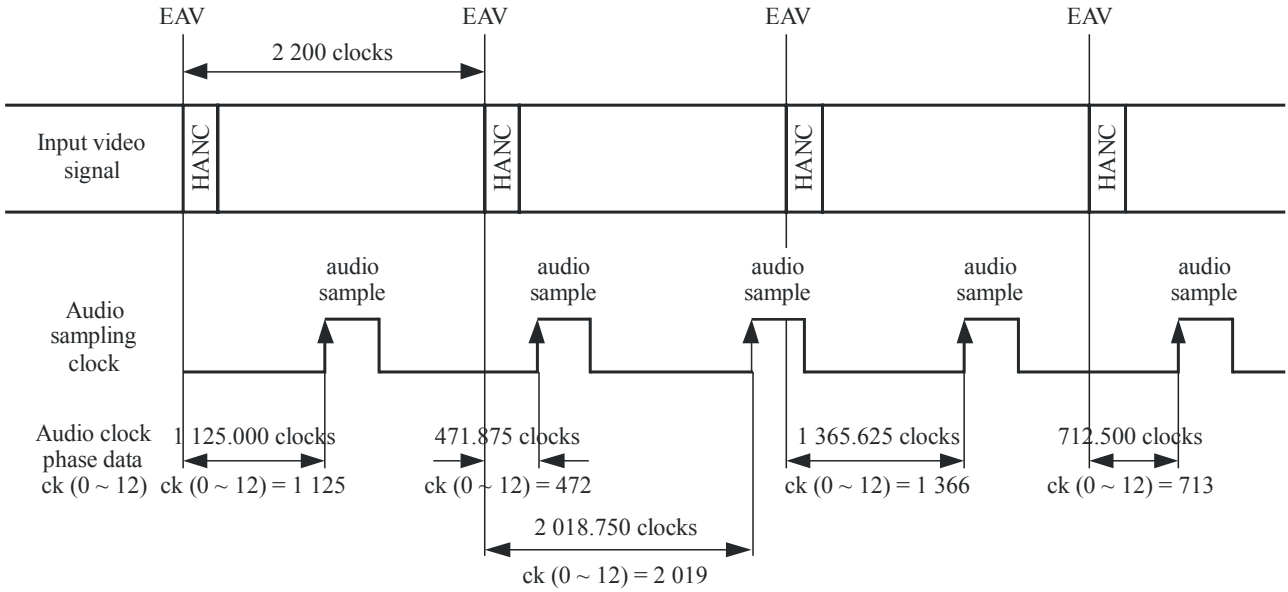 EAV EAV EAV EAV
2 200 clocks
Input video
signal
HANC HANC HANC HANC
audio
sample
audio
sample
audio
sample
audio
sample
audio
sample
Audio
sampling
clock
Audio clock
phase data
ck (0 ~ 12)
1 125.000 clocks
ck (0 ~ 12) = 1 125
471.875 clocks
ck (0 ~ 12) = 472
1 365.625 clocks
ck (0 ~ 12) = 1 366
712.500 clocks
ck (0 ~ 12) = 713
2 018.750 clocks
ck (0 ~ 12) = 2 019